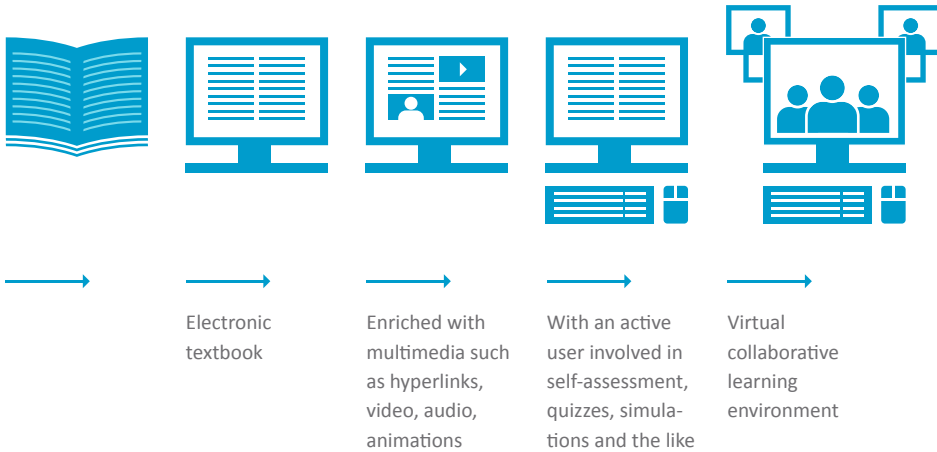 Electronic
textbook
Enriched with
multimedia such
as hyperlinks,
video, audio,
animations
With an active
user involved in
self-assessment,
quizzes, simula-
tions and the like
Virtual
collaborative
learning
environment